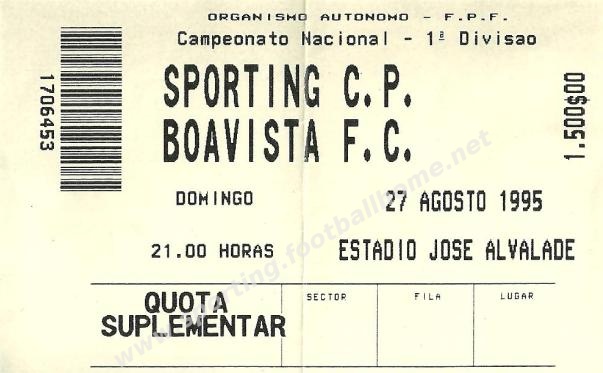 ORGANISMO AUTONOMO - F.P.F.
Campeonato Nacional - 1ª Divisao
SPORTING C.P.
BOAVISTA F.C.
1706453
1.500$00
DOMINGO 27 AGOSTO 1995
21.00 HORAS ESTADIO JOSE ALVALADE
QUOTA SUPLEMENTAR
SECTOR FILA LUGAR
www.sporting.footballhome.net